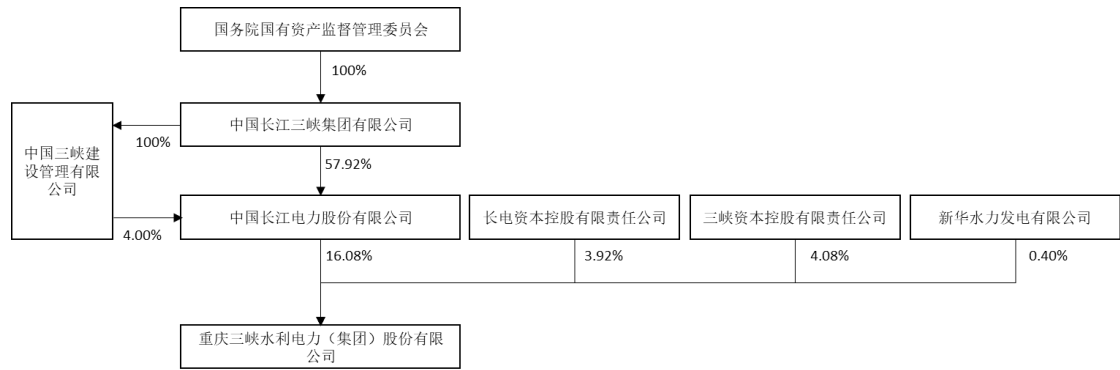 国务院国有资产监督管理委员会
100%
中国长江三峡集团有限公司
100%
中国三峡建
设管理有限
公司
57.92%
中国长江电力股份有限公司
长电资本控股有限责任公司
三峡资本控股有限责任公司
新华水力发电有限公司
4.00%
16.08%
3.92%
4.08%
0.40%
重庆三峡水利电力（集团）股份有限
公司